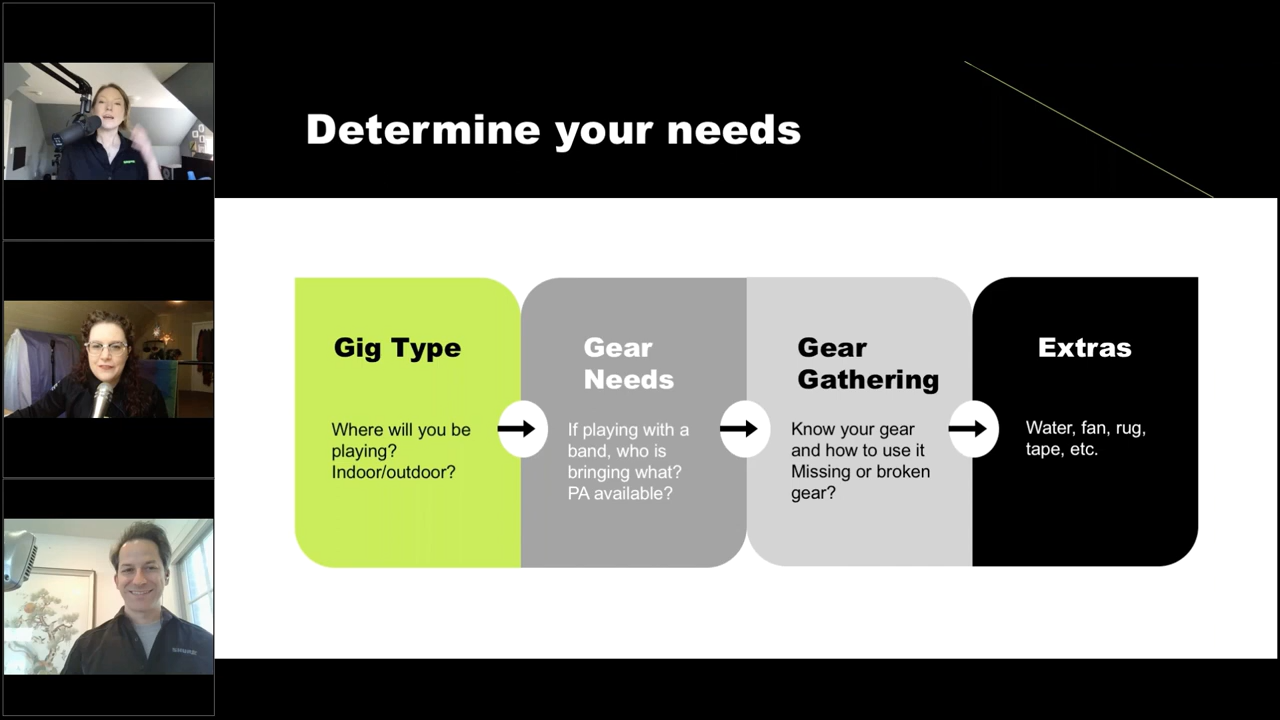 Determine your needs
Gig Type
Where will you be
playing?
Indoor/outdoor?
Gear
Needs
If playing with a
band, who is
bringing what?
PA available?
Gear
Gathering
Know your gear
and how to use it
Missing or broken
gear?
Extras
Water, fan, rug,
tape, etc.
SHURE